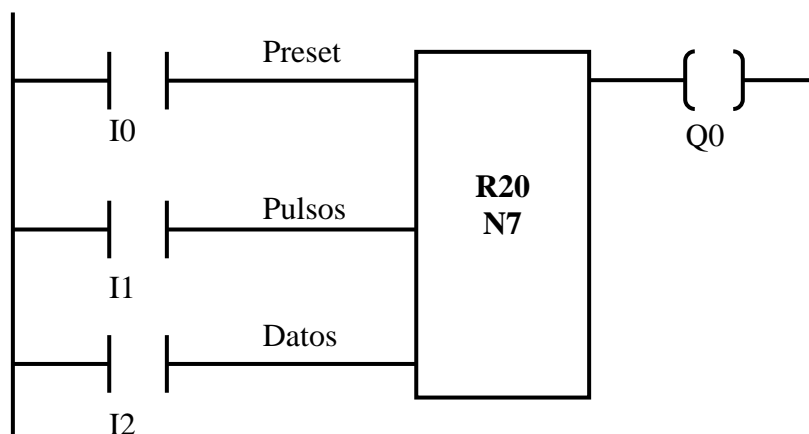 Preset
I0
Q0
R20
N7
Pulsos
I1
Datos
I2